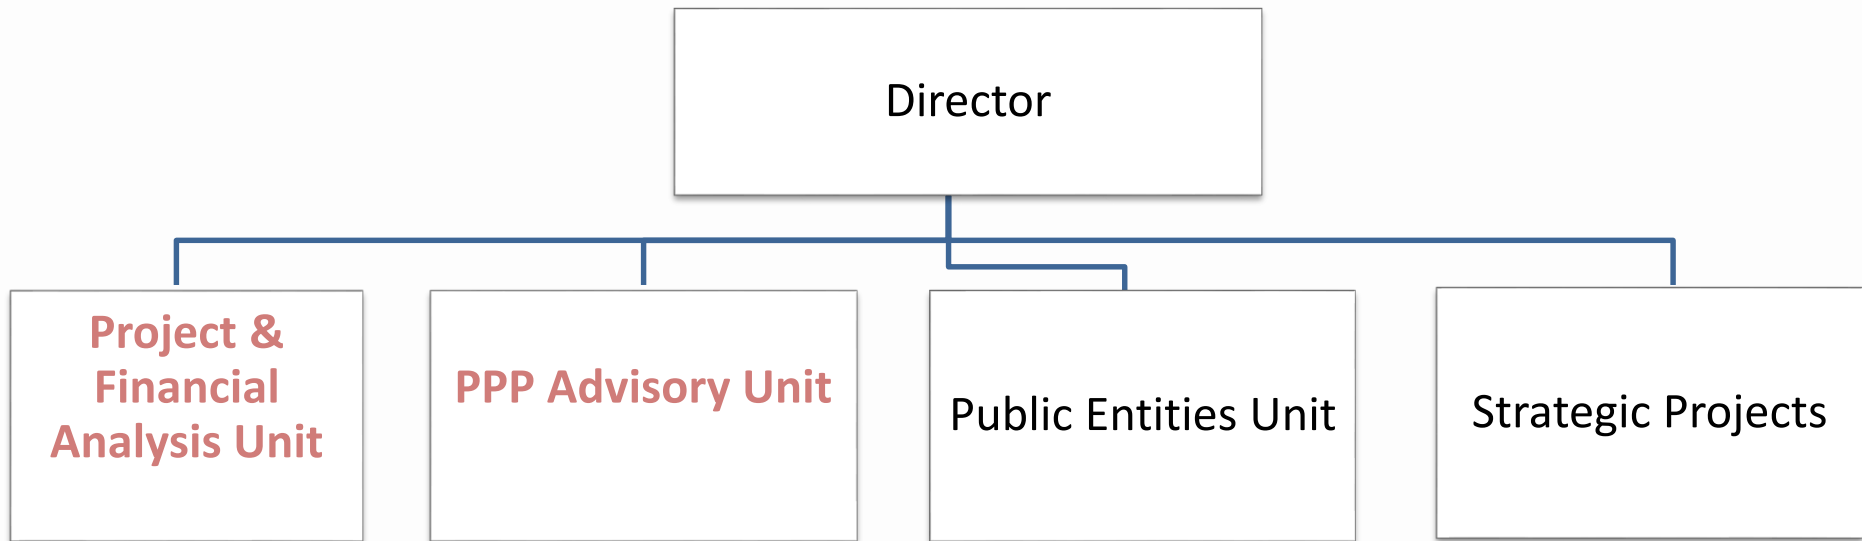 Director
Project &
Financial
Analysis Unit
PPP Advisory Unit
Public Entities Unit
Strategic Projects